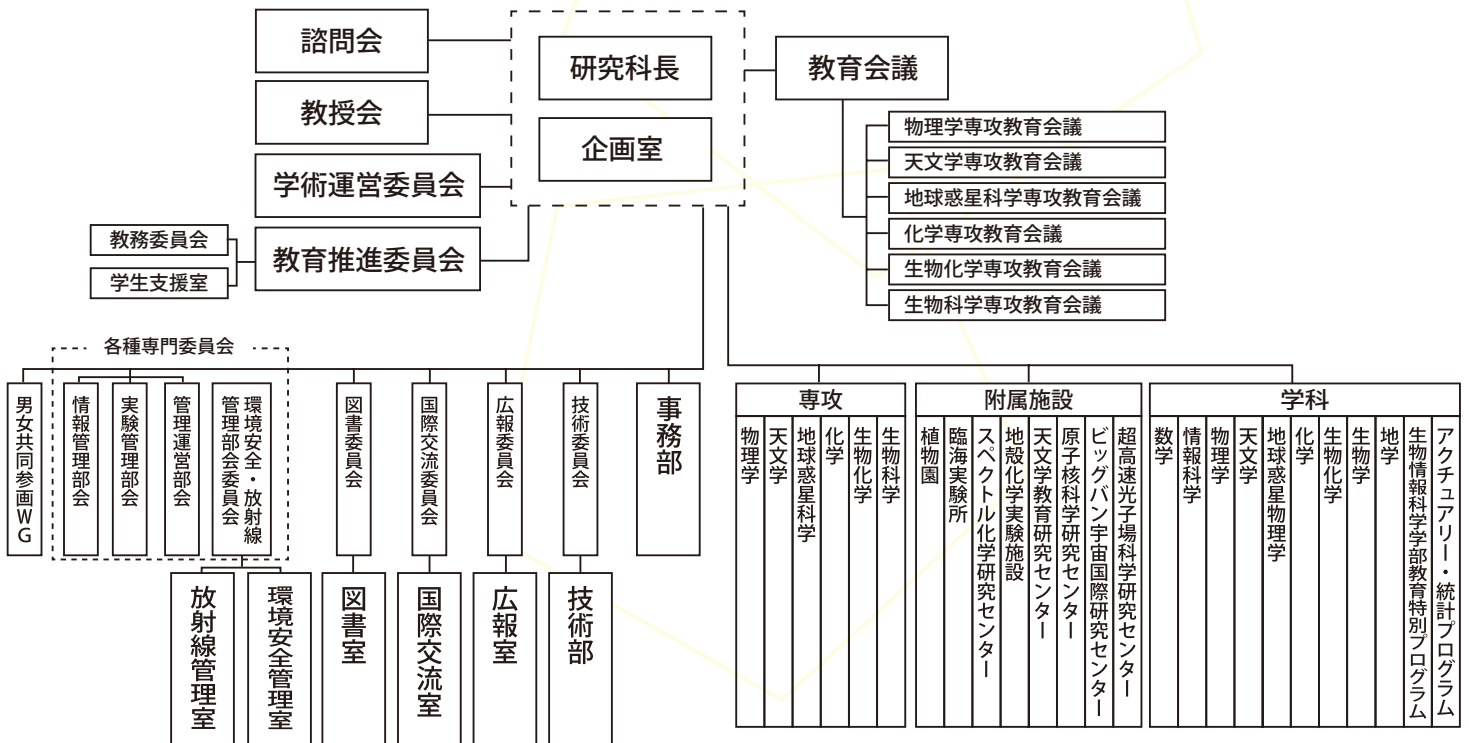 諮問会
教授会
学術運営委員会
教育推進委員会
教務委員会
学生支援室
研究科長
企画室
教育会議
物理学専攻教育会議
天文学専攻教育会議
地球惑星科学専攻教育会議
化学専攻教育会議
生物化学専攻教育会議
生物科学専攻教育会議
各種専門委員会
男女共同参画WG
情報管理部会
実験管理部会
管理運営部会
環境安全・放射線
管理部会委員会
図書委員会
国際交流委員会
広報委員会
技術委員会
事務部
放射線管理室
環境安全管理室
図書室
国際交流室
広報室
技術部
専攻
物理学
天文学
地球惑星科学
化学
生物化学
生物科学
附属施設
植物園
臨海実験所
スペクトル化学研究センター
地殻化学実験施設
天文学教育研究センター
原子核科学研究センター
ビッグバン宇宙国際研究センター
超高速光子場科学研究センター
学科
数学
情報科学
物理学
天文学
地球惑星物理学
化学
生物化学
生物学
地学
生物情報科学学部教育特別プログラム
アクチュアリー・統計プログラム